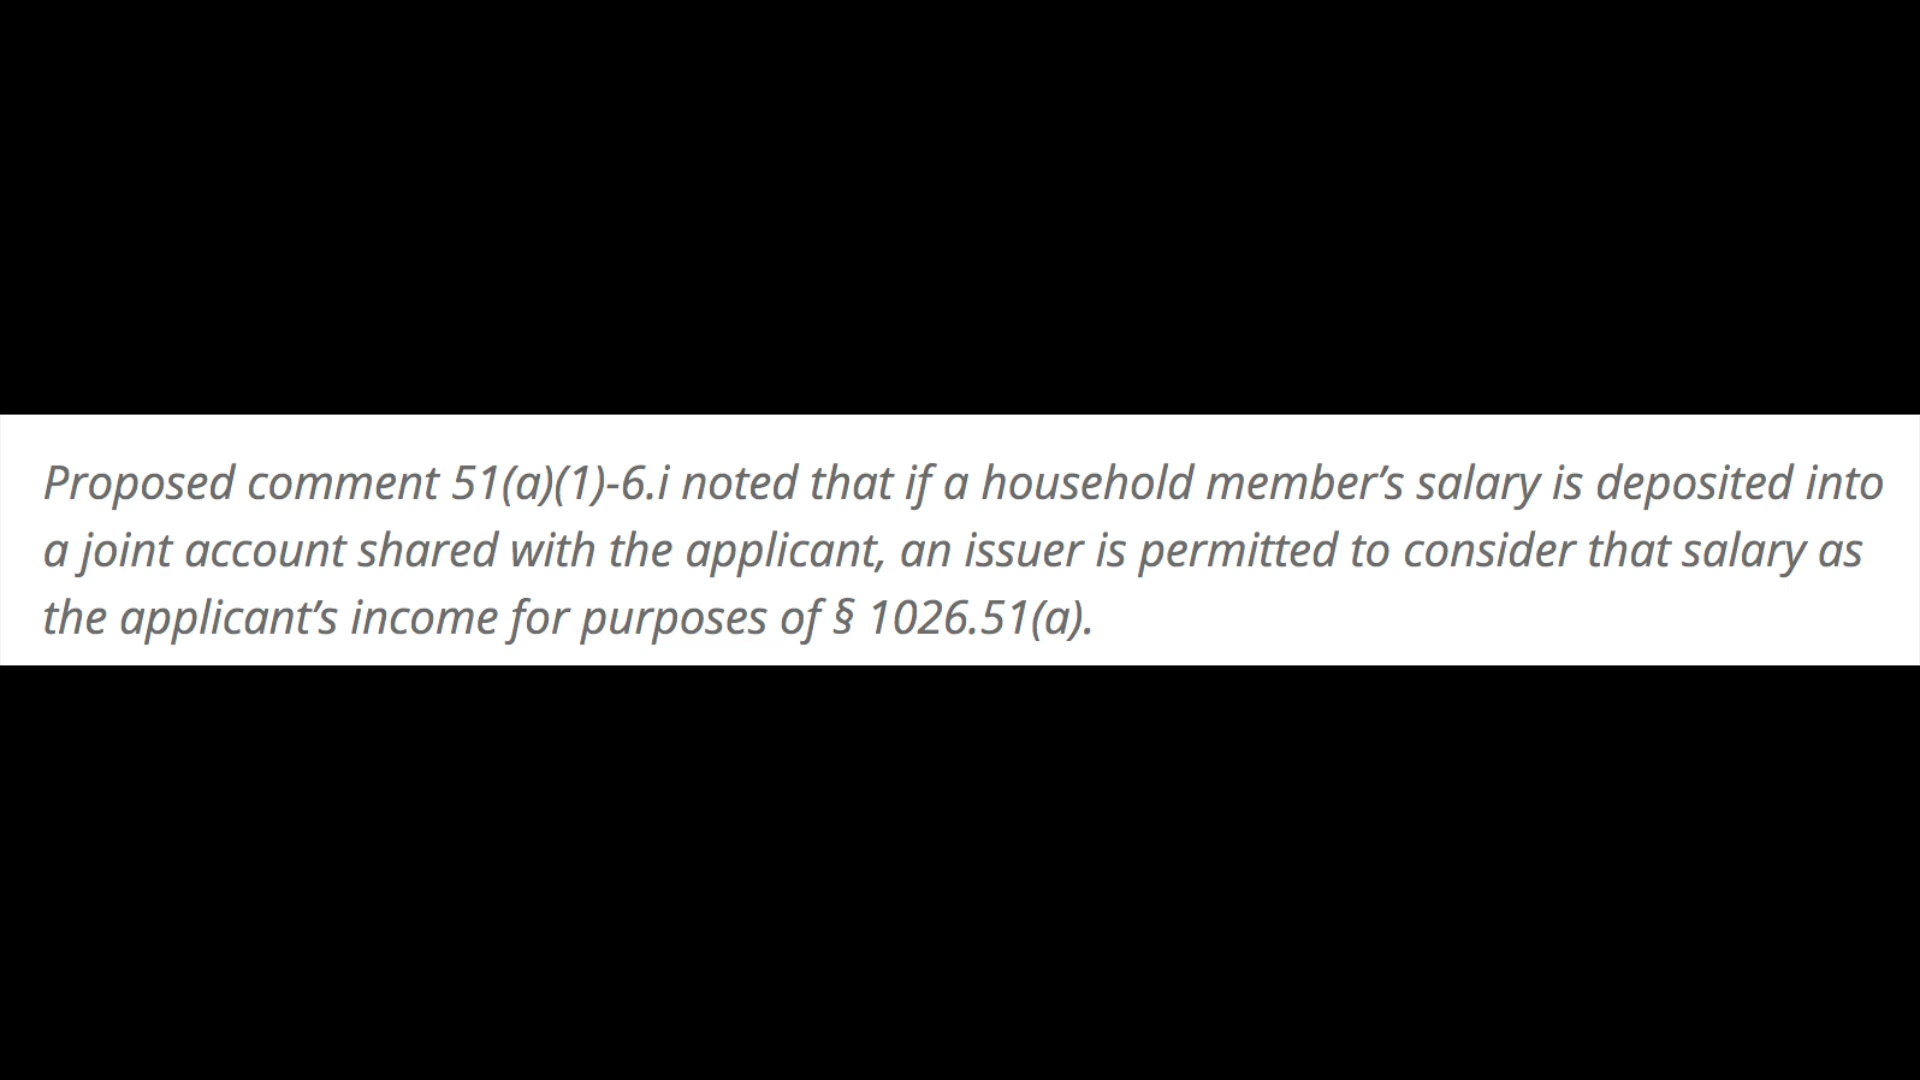 Proposed comment 51(a)(1)-6.i noted that if a household member’s salary is deposited into
a joint account shared with the applicant, an issuer is permitted to consider that salary as
the applicant’s income for purposes of § 1026.51(a).